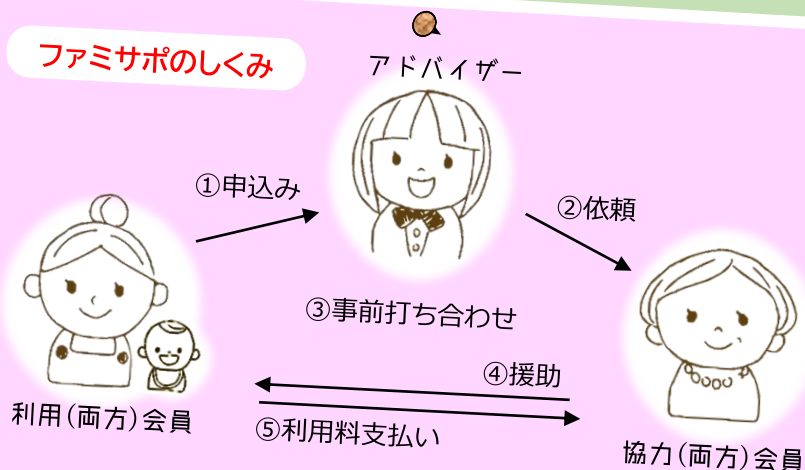 ファミサポのしくみ
アドバイザー
①申込み
②依頼
③事前打ち合わせ
④援助
⑤利用料支払い
利用(両方)会員
協力(両方)会員